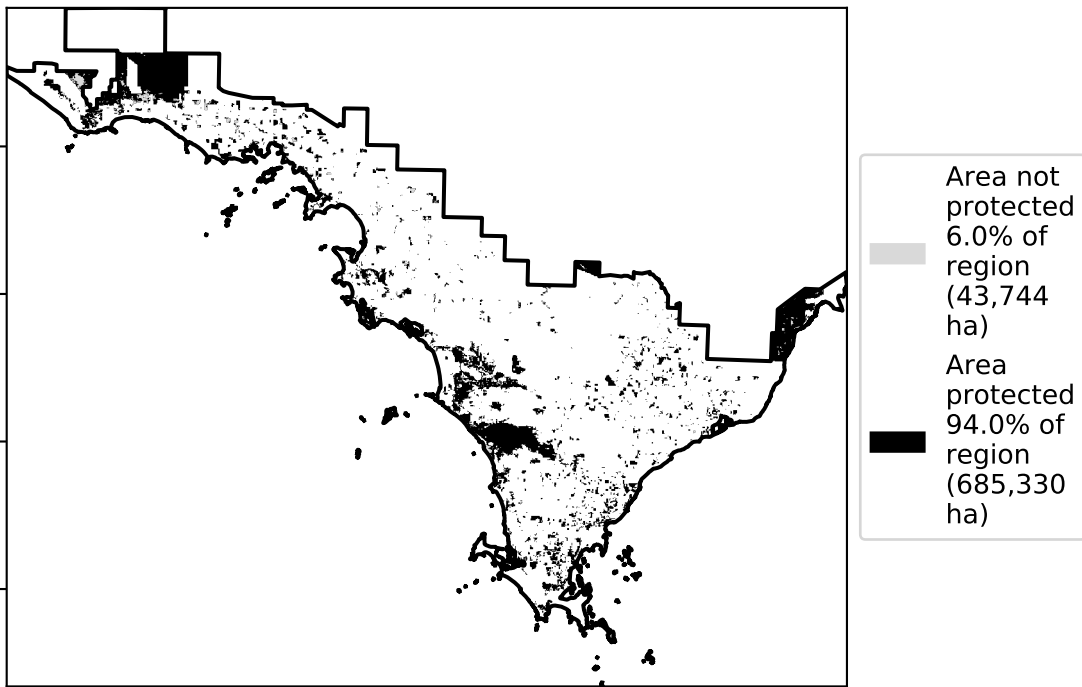 Area not
protected
6.0% of
region
(43,744
ha)
Area
protected
94.0% of
region
(685,330
ha)